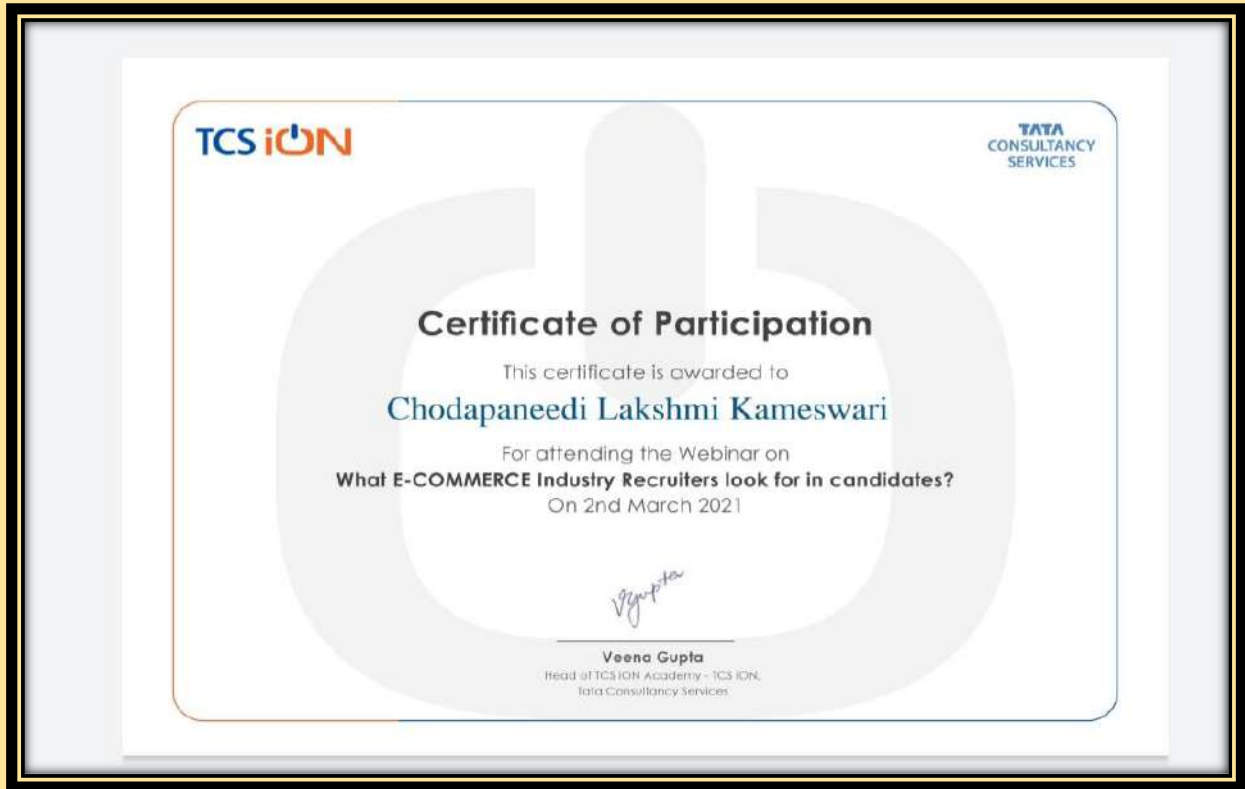 TCS iON
TATA
CONSULTANCY
SERVICES
Certificate of Participation
This certificate is awarded to
Chodapaneedi Lakshmi Kameswari
For attending the Webinar on
What E-COMMERCE Industry Recruiters look for in candidates?
On 2nd March 2021
Vgupta
Veena Gupta
Head of TCS iON Academy - TCS iON,
Tata Consultancy Services